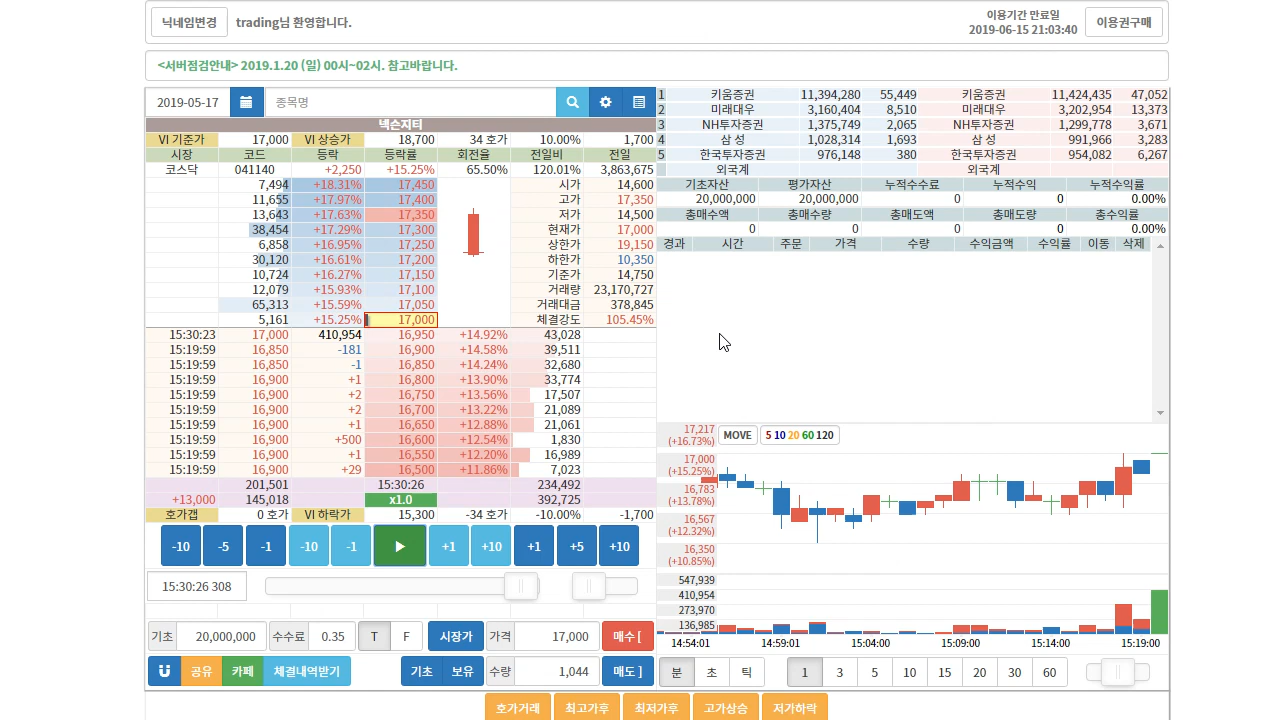 닉네임변경 trading님 환영합니다. 이용기간 만료일 2019-06-15 21:03:40 이용권구매
<서버점검안내> 2019.1.20 (일) 00시~02시. 참고바랍니다.
2019-05-17 종목명
넥슨지티
VI 기준가 17,000 VI 상승가 18,700 34 호가 10.00% 1,700
시장 코드 등락 등락률 회전율 전일비 전일
코스닥 041140 +2,250 +15.25% 65.50% 120.01% 3,863,675
7,494 +18.31% 17,450 시가 14,600
11,655 +17.97% 17,400 고가 17,350
13,643 +17.63% 17,350 저가 14,500
38,454 +17.29% 17,300 현재가 17,000
6,858 +16.95% 17,250 상한가 19,150
30,120 +16.61% 17,200 하한가 10,350
10,724 +16.27% 17,150 기준가 14,750
12,079 +15.93% 17,100 거래량 23,170,727
65,313 +15.59% 17,050 거래대금 378,845
5,161 +15.25% 17,000 체결강도 105.45%
15:30:23 17,000 410,954 16,950 +14.92% 43,028
15:19:59 16,850 -181 16,900 +14.58% 39,511
15:19:59 16,850 -1 16,850 +14.24% 32,680
15:19:59 16,900 +1 16,800 +13.90% 33,774
15:19:59 16,900 +2 16,750 +13.56% 17,507
15:19:59 16,900 +2 16,700 +13.22% 21,089
15:19:59 16,900 +1 16,650 +12.88% 21,061
15:19:59 16,900 +500 16,600 +12.54% 1,830
15:19:59 16,900 +1 16,550 +12.20% 16,989
15:19:59 16,900 +29 16,500 +11.86% 7,023
201,501 15:30:26 234,492
+13,000 145,018 x1.0 392,725
호가갭 0 호가 VI 하락가 15,300 -34 호가 -10.00% -1,700
-10 -5 -1 -10 -1 +1 +10 +1 +5 +10
15:30:26 308
기초 20,000,000 수수료 0.35 T F 시장가 가격 17,000 매수 [
공유 카페 체결내역받기 기초 보유 수량 1,044 매도 ]
1 키움증권 11,394,280 55,449 키움증권 11,424,435 47,052
2 미래대우 3,160,404 8,510 미래대우 3,202,954 13,373
3 NH투자증권 1,375,749 2,065 NH투자증권 1,299,778 3,671
4 삼 성 1,028,314 1,693 삼 성 991,966 3,283
5 한국투자증권 976,148 380 한국투자증권 954,082 6,267
외국계 외국계
기초자산 평가자산 누적수수료 누적수익 누적수익률
20,000,000 20,000,000 0 0 0.00%
총매수액 총매수량 총매도액 총매도량 총수익률
0 0 0 0 0.00%
경과 시간 주문 가격 수량 수익금액 수익률 이동 삭제
17,217 (+16.73%) MOVE 5 10 20 60 120
17,000 (+15.25%)
16,783 (+13.78%)
16,567 (+12.32%)
16,350 (+10.85%)
547,939
410,954
273,970
136,985
14:54:01 14:59:01 15:04:00 15:09:00 15:14:00 15:19:00
분 초 틱 1 3 5 10 15 20 30 60
호가거래 최고가후 최저가후 고가상승 저가하락